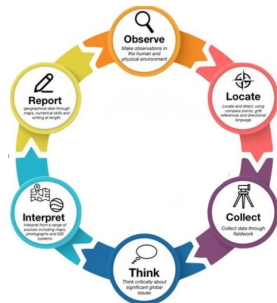 Observe
Make observations in
the human and
physical environment
Locate
Locate and direct, using
compass points, grid
references and directional
language
Collect
Collect data through
fieldwork
Think
Think critically about
significant global
issues
Interpret
Interpret from a range
of sources including maps,
photographs and GIS
systems
Report
geographical data through
maps, numerical skills and
writing at length.